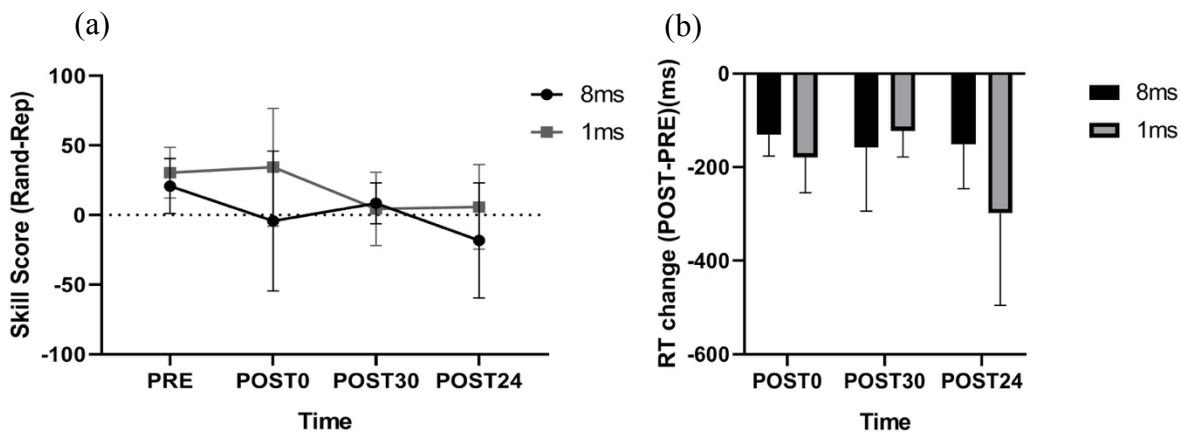 (a)
(b)
Skill Score (Rand-Rep)
100
50
0
-50
-100
PRE
POST0
POST30
POST24
Time
8ms
1ms
RT change (POST-PRE)(ms)
0
-200
-400
-600
POST0
POST30
POST24
Time
8ms
1ms